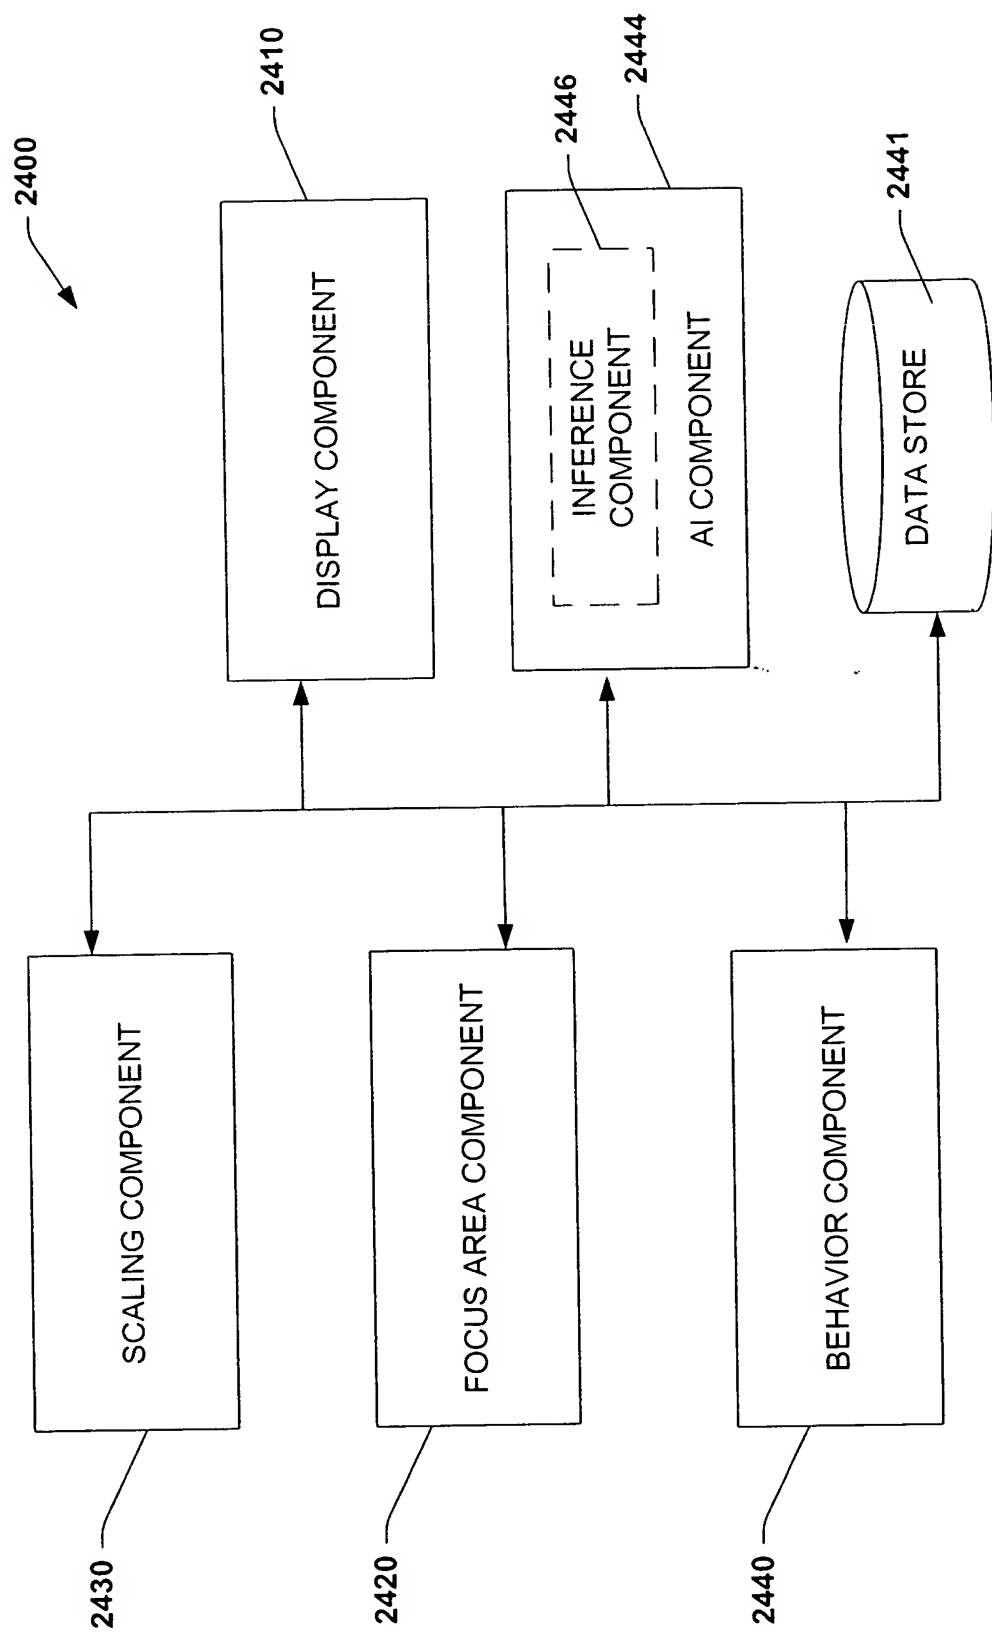 2400
2430
SCALING COMPONENT
DISPLAY COMPONENT
2410
2420
FOCUS AREA COMPONENT
INFERENCE
COMPONENT
AI COMPONENT
2446
2444
2440
BEHAVIOR COMPONENT
DATA STORE
2441